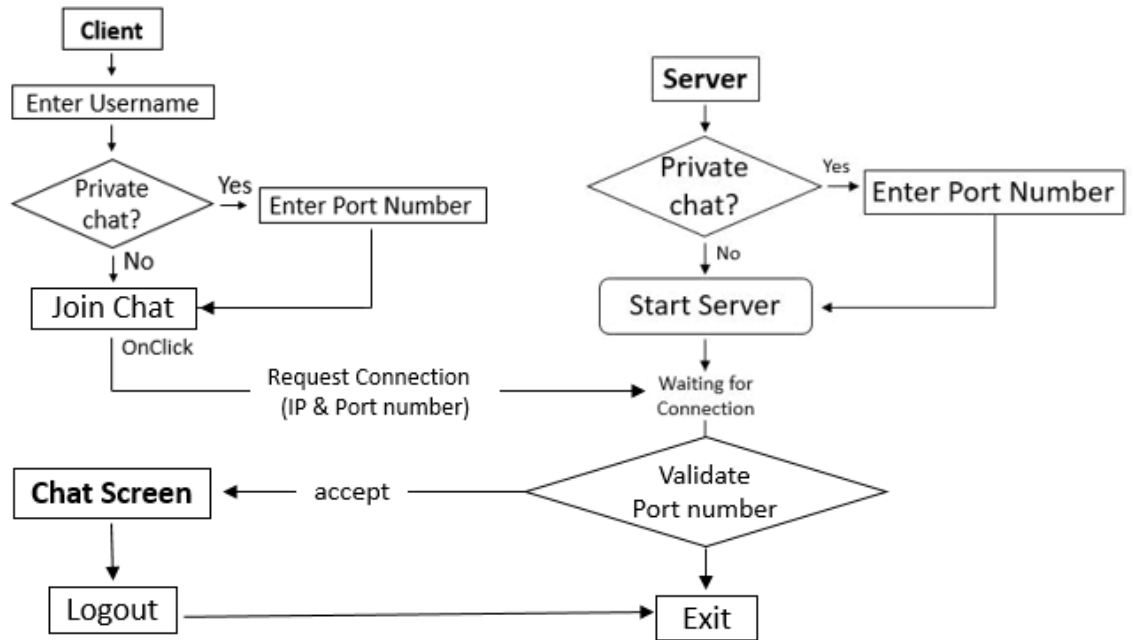 Client
Enter Username
Private
chat?
Yes
Enter Port Number
No
Join Chat
OnClick
Request Connection
(IP & Port number)
Server
Private
chat?
Yes
Enter Port Number
No
Start Server
Waiting for
Connection
Validate
Port number
accept
Chat Screen
Logout
Exit